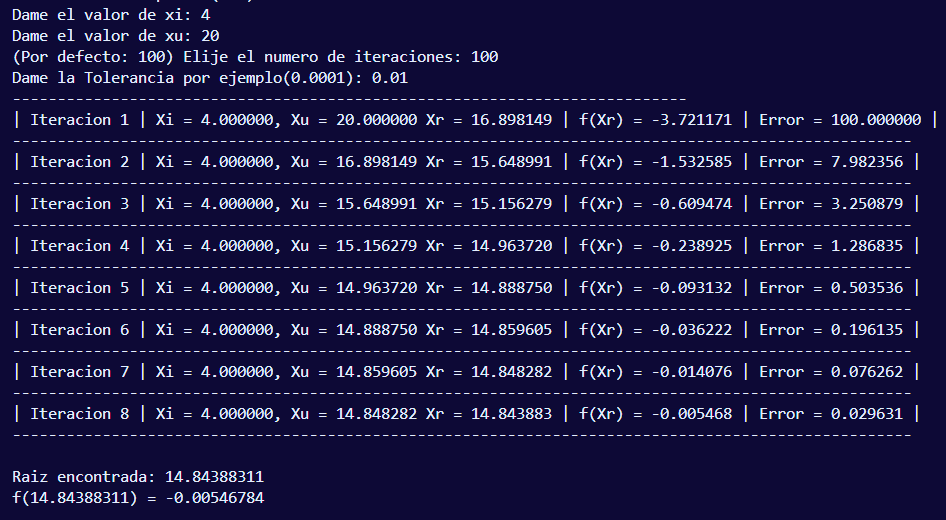 Dame el valor de xi: 4
Dame el valor de xu: 20
(Por defecto: 100) Elije el numero de iteraciones: 100
Dame la Tolerancia por ejemplo(0.0001): 0.01
---------------------------------------------------------------------------
| Iteracion 1 | Xi = 4.000000, Xu = 20.000000 Xr = 16.898149 | f(Xr) = -3.721171 | Error = 100.000000 |
----------------------------------------------------------------------------------------------------
| Iteracion 2 | Xi = 4.000000, Xu = 16.898149 Xr = 15.648991 | f(Xr) = -1.532585 | Error = 7.982356 |
----------------------------------------------------------------------------------------------------
| Iteracion 3 | Xi = 4.000000, Xu = 15.648991 Xr = 15.156279 | f(Xr) = -0.609474 | Error = 3.250879 |
----------------------------------------------------------------------------------------------------
| Iteracion 4 | Xi = 4.000000, Xu = 15.156279 Xr = 14.963720 | f(Xr) = -0.238925 | Error = 1.286835 |
----------------------------------------------------------------------------------------------------
| Iteracion 5 | Xi = 4.000000, Xu = 14.963720 Xr = 14.888750 | f(Xr) = -0.093132 | Error = 0.503536 |
----------------------------------------------------------------------------------------------------
| Iteracion 6 | Xi = 4.000000, Xu = 14.888750 Xr = 14.859605 | f(Xr) = -0.036222 | Error = 0.196135 |
----------------------------------------------------------------------------------------------------
| Iteracion 7 | Xi = 4.000000, Xu = 14.859605 Xr = 14.848282 | f(Xr) = -0.014076 | Error = 0.076262 |
----------------------------------------------------------------------------------------------------
| Iteracion 8 | Xi = 4.000000, Xu = 14.848282 Xr = 14.843883 | f(Xr) = -0.005468 | Error = 0.029631 |
----------------------------------------------------------------------------------------------------
Raiz encontrada: 14.84388311
f(14.84388311) = -0.00546784